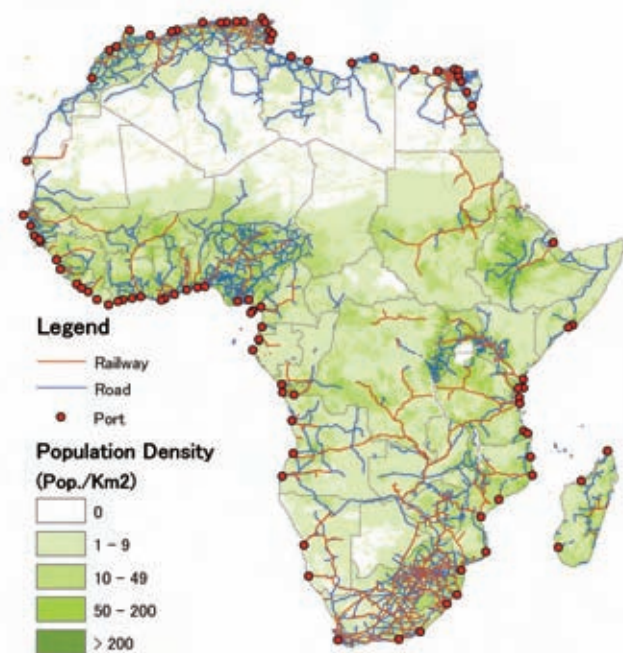 Legend
Railway
Road
Port
Population Density
(Pop./Km2)
0
1 - 9
10 - 49
50 - 200
> 200